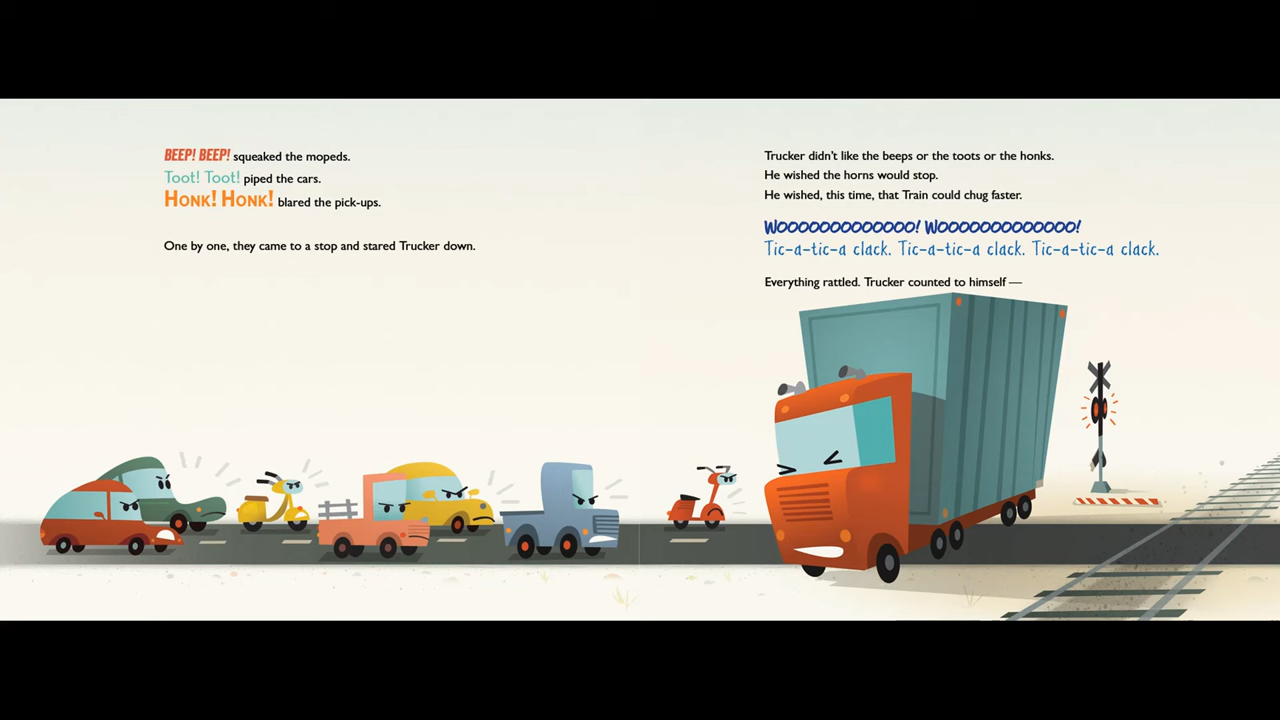 BEEP! BEEP! squeaked the mopeds.
Toot! Toot! piped the cars.
HONK! HONK! blared the pick-ups.
One by one, they came to a stop and stared Trucker down.
Trucker didn't like the beeps or the toots or the honks.
He wished the horns would stop.
He wished, this time, that Train could chug faster.
Wooooooooooooo! Wooooooooooooo!
Tic-a-tic-a clack. Tic-a-tic-a clack. Tic-a-tic-a clack.
Everything rattled. Trucker counted to himself —